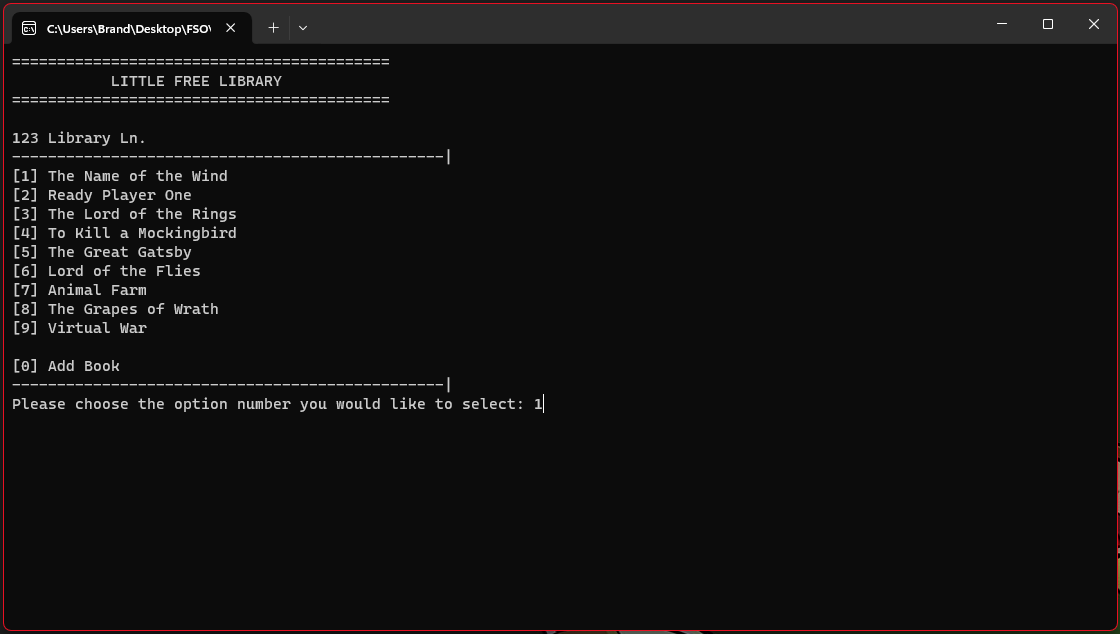 C:\Users\Brand\Desktop\FSO\
==========================================
LITTLE FREE LIBRARY
==========================================
123 Library Ln.
------------------------------------------------|
[1] The Name of the Wind
[2] Ready Player One
[3] The Lord of the Rings
[4] To Kill a Mockingbird
[5] The Great Gatsby
[6] Lord of the Flies
[7] Animal Farm
[8] The Grapes of Wrath
[9] Virtual War
[0] Add Book
------------------------------------------------|
Please choose the option number you would like to select: 1